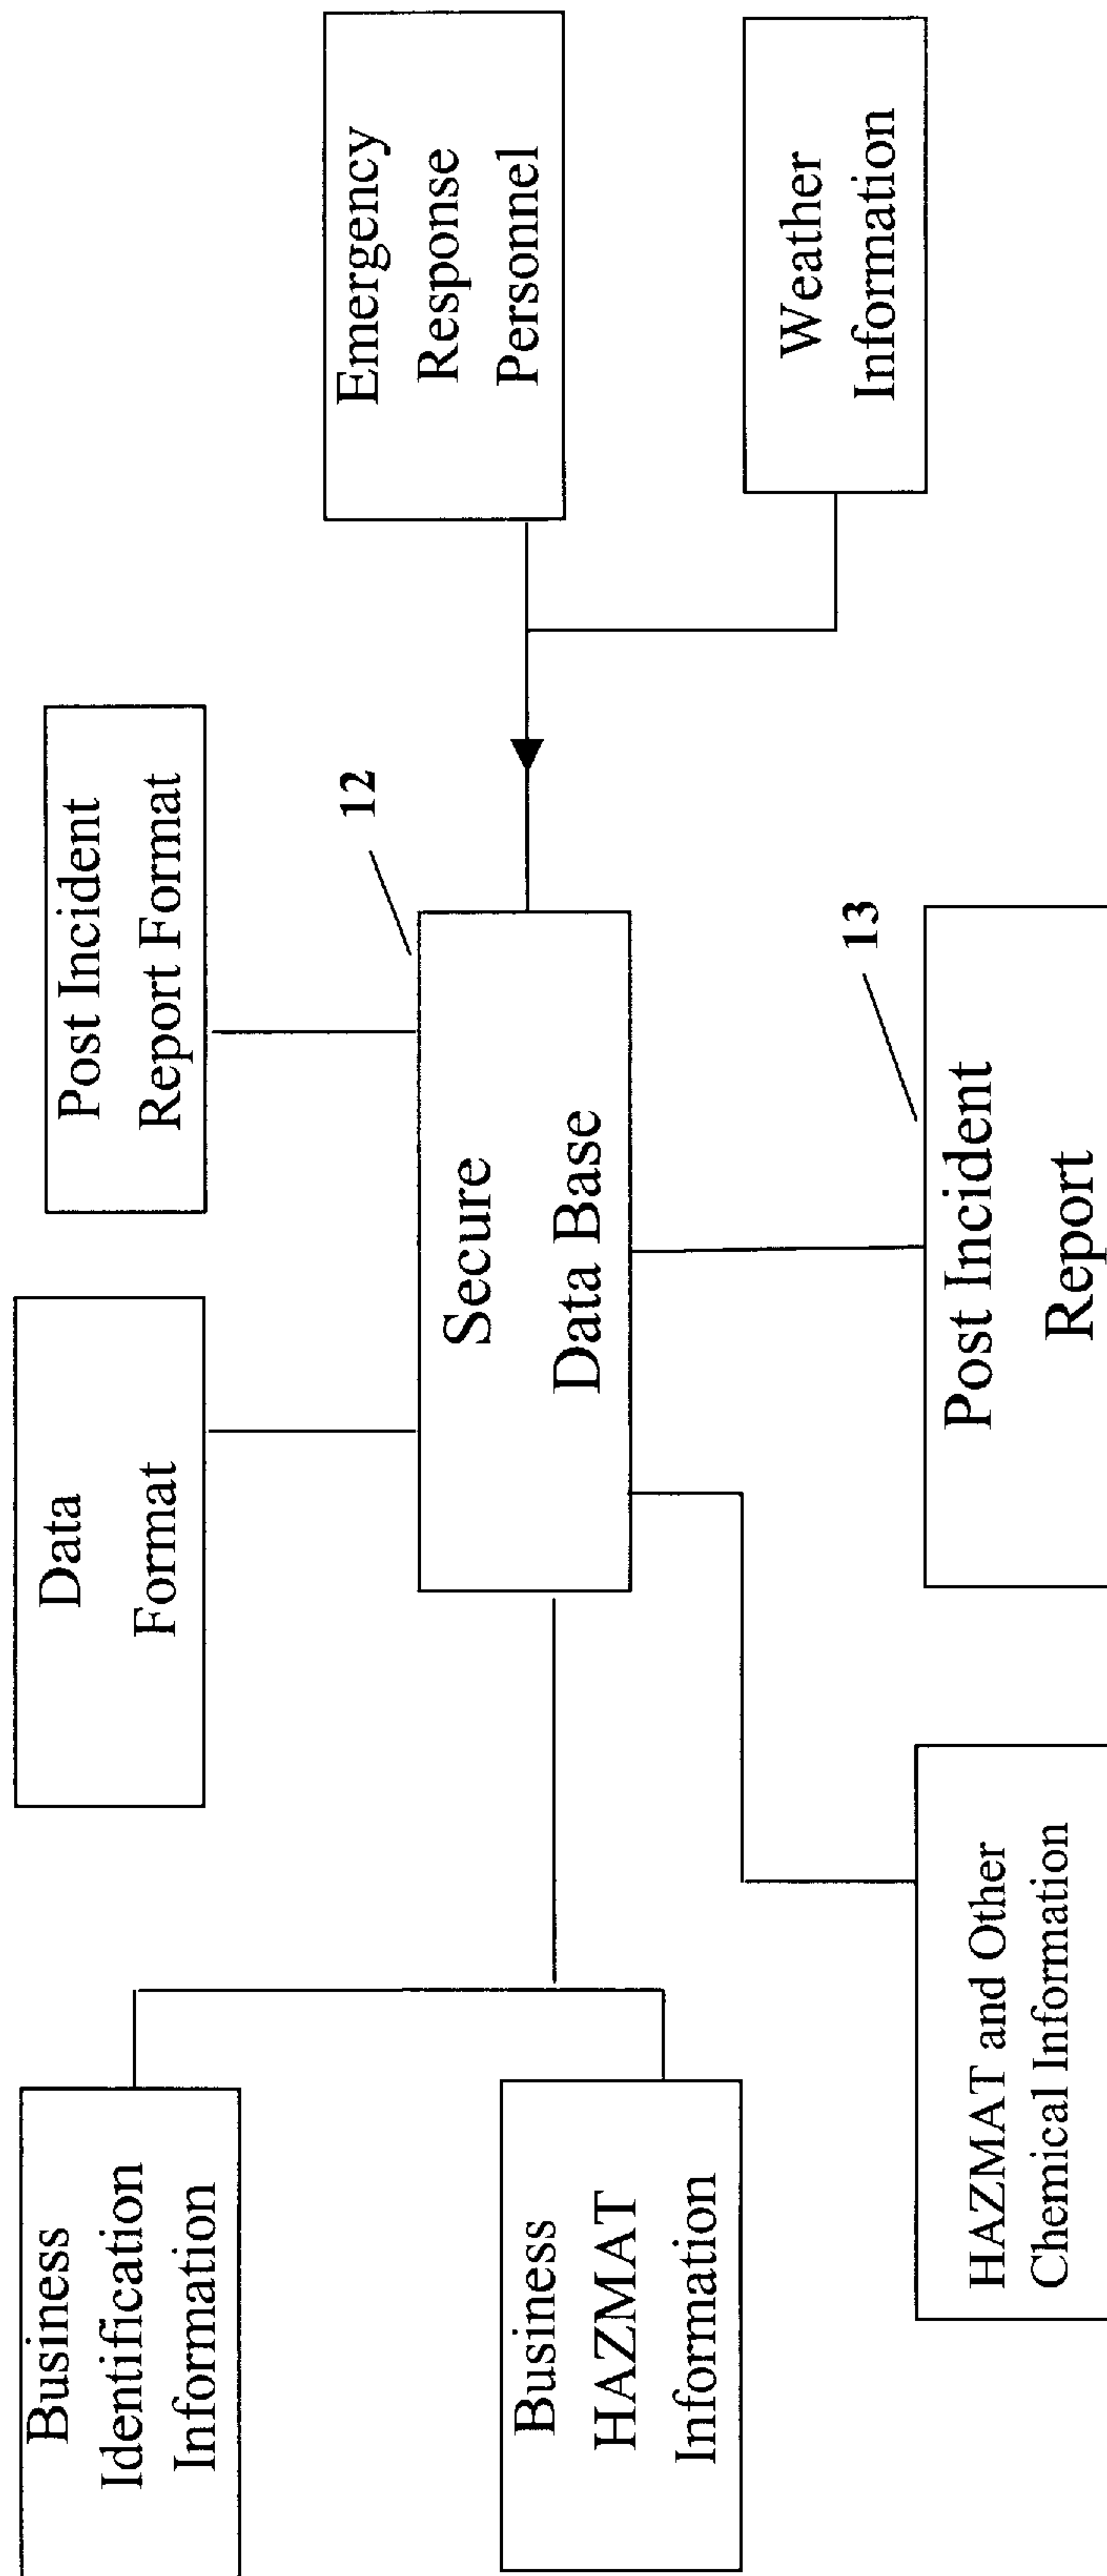 Data
Format
Post Incident
Report Format
Business
Identification
Information
12
Emergency
Response
Personnel
Secure
Data Base
Business
HAZMAT
Information
13
Weather
Information
HAZMAT and Other
Chemical Information
Post Incident
Report